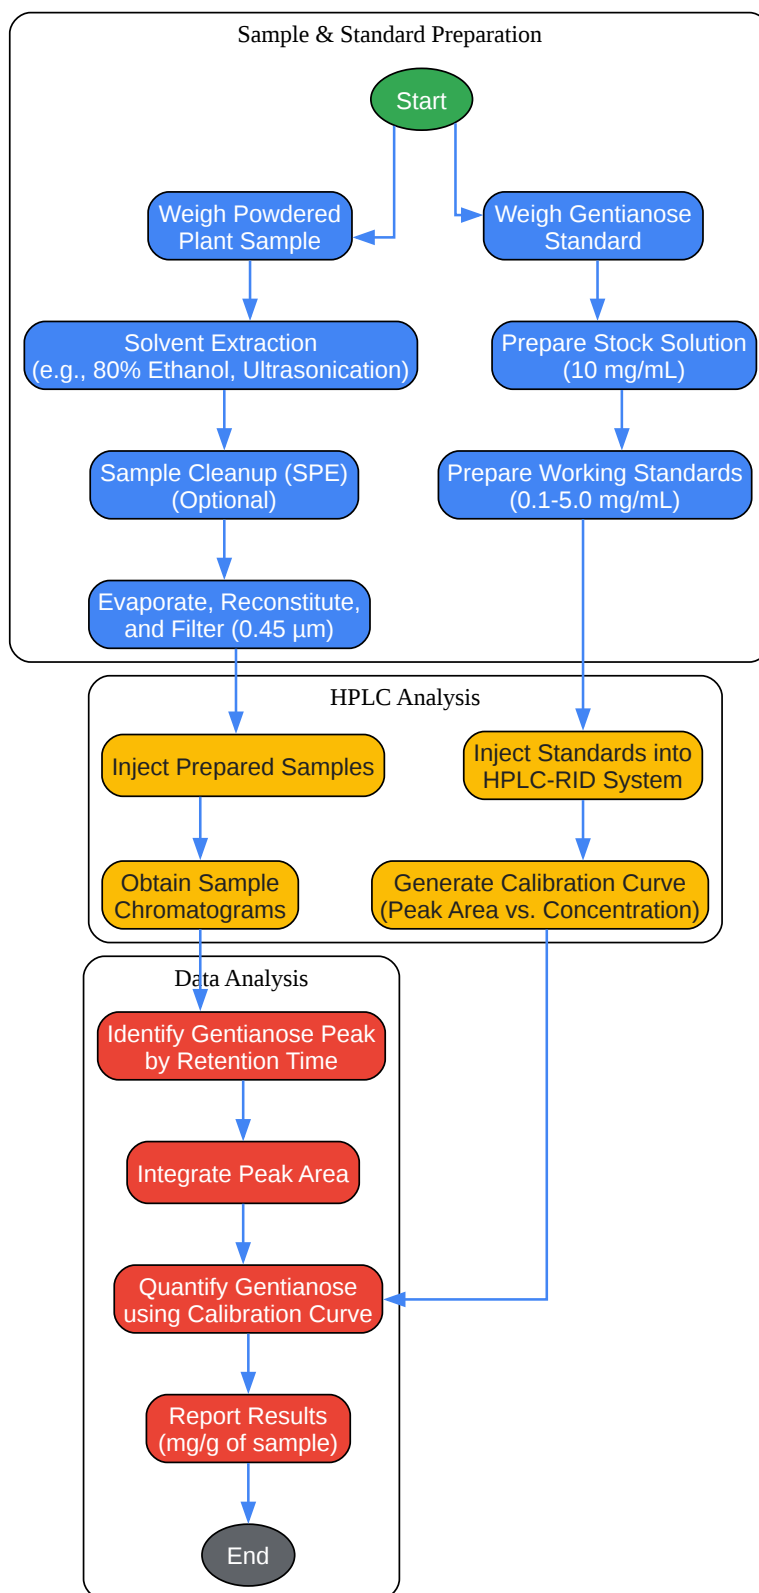 Sample & Standard Preparation
Start
Weigh Powdered
Plant Sample
Weigh Gentianose
Standard
Solvent Extraction
(e.g., 80% Ethanol, Ultrasonication)
Prepare Stock Solution
(10 mg/mL)
Sample Cleanup (SPE)
(Optional)
Prepare Working Standards
(0.1-5.0 mg/mL)
Evaporate, Reconstitute,
and Filter (0.45 µm)
HPLC Analysis
Inject Prepared Samples
Inject Standards into
HPLC-RID System
Obtain Sample
Chromatograms
Generate Calibration Curve
(Peak Area vs. Concentration)
Data Analysis
Identify Gentianose Peak
by Retention Time
Integrate Peak Area
Quantify Gentianose
using Calibration Curve
Report Results
(mg/g of sample)
End